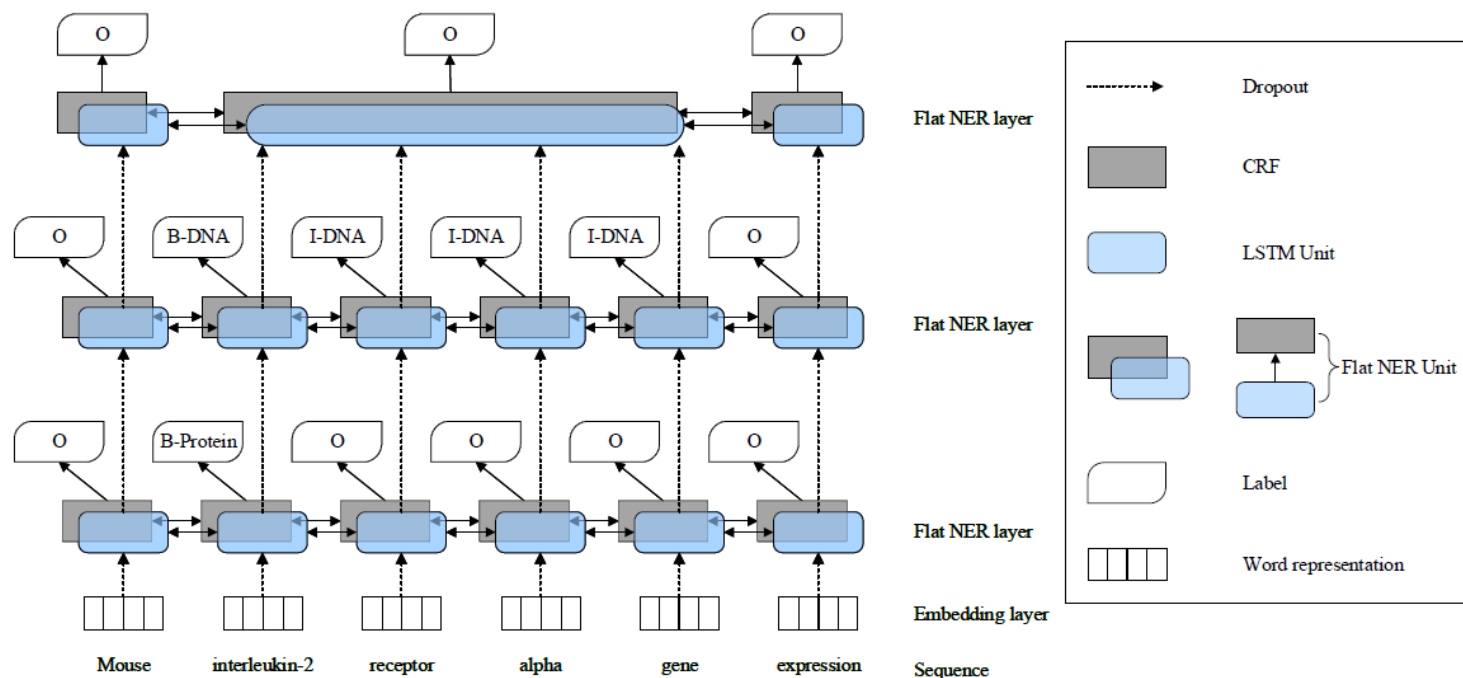 O O O
Flat NER layer
O B-DNA I-DNA I-DNA I-DNA O
Flat NER layer
O B-Protein O O O O
Flat NER layer
Embedding layer
Mouse interleukin-2 receptor alpha gene expression Sequence
Dropout
CRF
LSTM Unit
Flat NER Unit
Label
Word representation